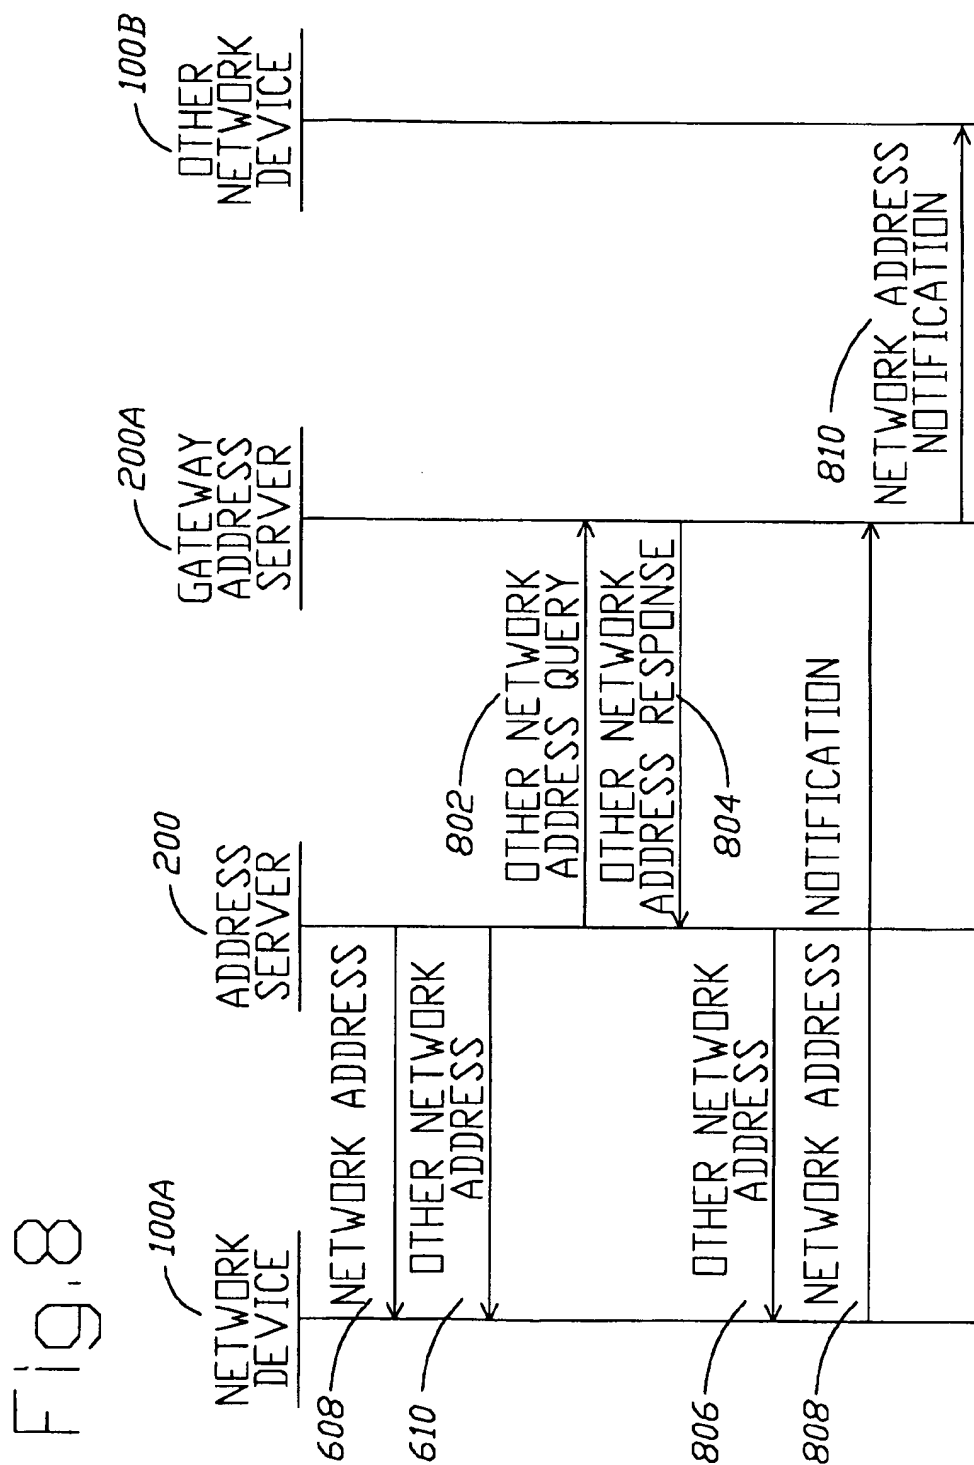 Fig.8
100A
NETWORK
DEVICE
200
ADDRESS
SERVER
200A
GATEWAY
ADDRESS
SERVER
100B
OTHER
NETWORK
DEVICE
608
NETWORK ADDRESS
610
OTHER NETWORK
ADDRESS
802
OTHER NETWORK
ADDRESS QUERY
OTHER NETWORK
ADDRESS RESPONSE
804
806
OTHER NETWORK
ADDRESS
808
NETWORK ADDRESS NOTIFICATION
810
NETWORK ADDRESS
NOTIFICATION